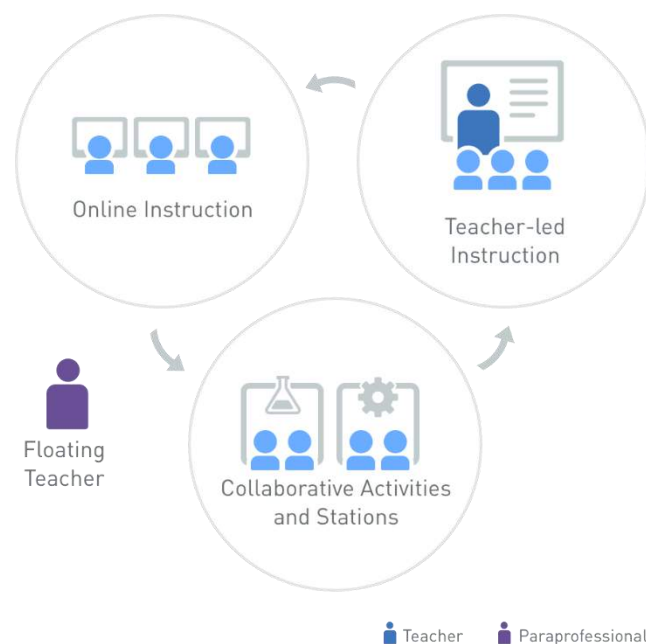 Online Instruction
Teacher-led
Instruction
Floating
Teacher
Collaborative Activities
and Stations
Teacher
Paraprofessional